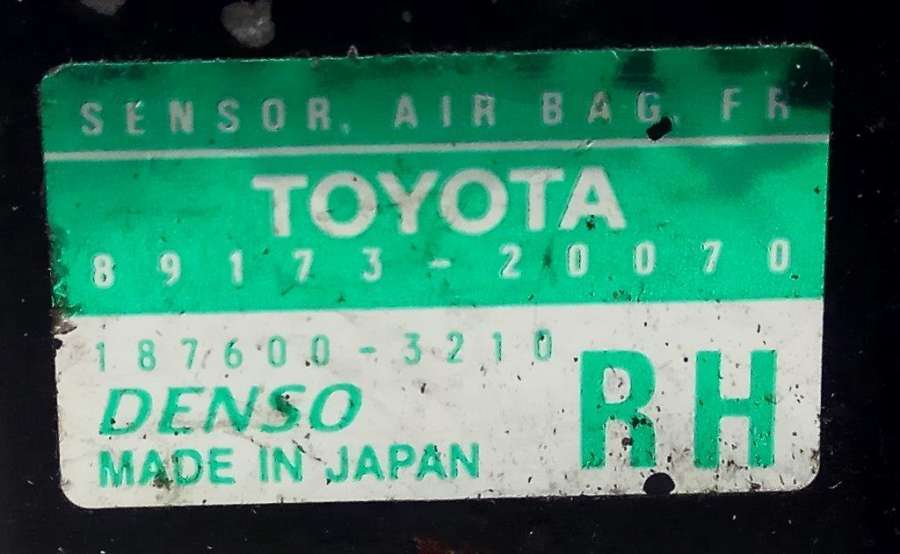 SENSOR, AIR BAG, FR
TOYOTA
89173-20070
187600-3210
DENSO
MADE IN JAPAN
RH